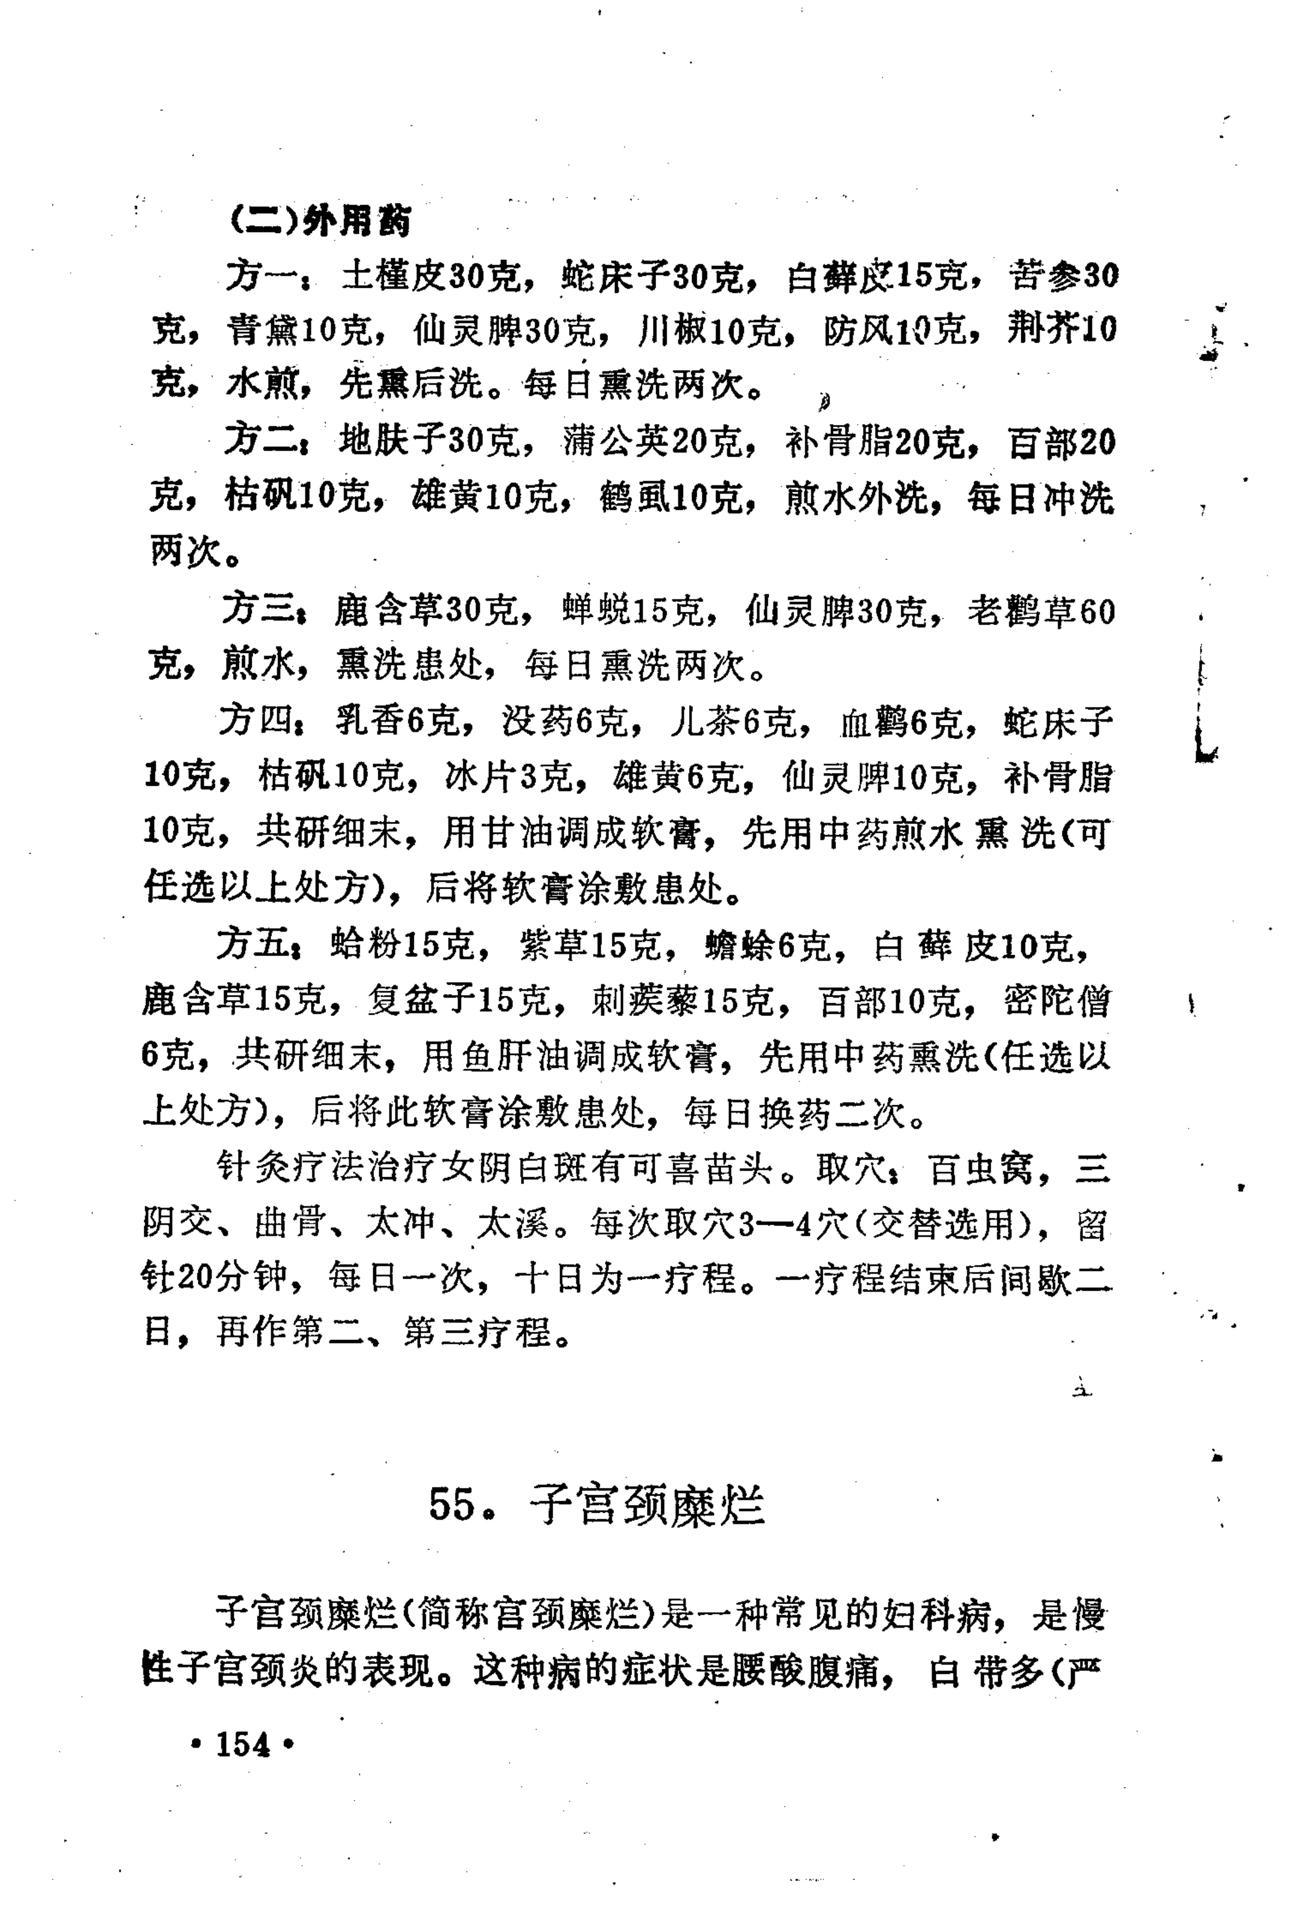 (二)外用药
方一：土槿皮30克，蛇床子30克，白藓皮15克，苦参30
克，青黛10克，仙灵脾30克，川椒10克，防风10克，荆芥10
克，水煎，先熏后洗。每日熏洗两次。
方二：地肤子30克，蒲公英20克，补骨脂20克，百部20
克，枯矾10克，雄黄10克，鹤虱10克，煎水外洗，每日冲洗
两次。
方三：鹿含草30克，蝉蜕15克，仙灵脾30克，老鹳草60
克，煎水，熏洗患处，每日熏洗两次。
方四：乳香6克，没药6克，儿茶6克，血鹳6克，蛇床子
10克，枯矾10克，冰片3克，雄黄6克，仙灵脾10克，补骨脂
10克，共研细末，用甘油调成软膏，先用中药煎水熏洗(可
任选以上处方)，后将软膏涂敷患处。
方五：蛤粉15克，紫草15克，蟾蜍6克，白藓皮10克，
鹿含草15克，复盆子15克，刺蒺藜15克，百部10克，密陀僧
6克，共研细末，用鱼肝油调成软膏，先用中药熏洗(任选以
上处方)，后将此软膏涂敷患处，每日换药二次。
针灸疗法治疗女阴白斑有可喜苗头。取穴：百虫窝，三
阴交、曲骨、太冲、太溪。每次取穴3—4穴(交替选用)，留
针20分钟，每日一次，十日为一疗程。一疗程结束后间歇二
日，再作第二、第三疗程。
55。子宫颈糜烂
子宫颈糜烂(简称宫颈糜烂)是一种常见的妇科病，是慢
性子宫颈炎的表现。这种病的症状是腰酸腹痛，白带多(严
·154·